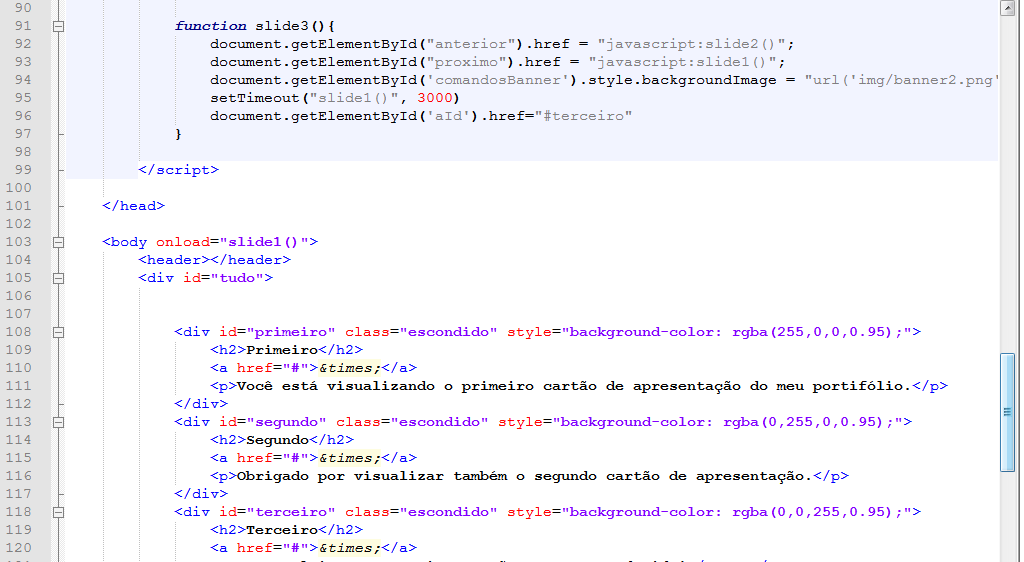 90
91 function slide3(){
92 document.getElementById("anterior").href = "javascript:slide2()";
93 document.getElementById("proximo").href = "javascript:slide1()";
94 document.getElementById('comandosBanner').style.backgroundImage = "url('img/banner2.png'
95 setTimeout("slide1()", 3000)
96 document.getElementById('aId').href="#terceiro"
97 }
98
99 </script>
100
101 </head>
102
103 <body onload="slide1()">
104 <header></header>
105 <div id="tudo">
106
107
108 <div id="primeiro" class="escondido" style="background-color: rgba(255,0,0,0.95);">
109 <h2>Primeiro</h2>
110 <a href="#">&times;</a>
111 <p>Você está visualizando o primeiro cartão de apresentação do meu portifólio.</p>
112 </div>
113 <div id="segundo" class="escondido" style="background-color: rgba(0,255,0,0.95);">
114 <h2>Segundo</h2>
115 <a href="#">&times;</a>
116 <p>Obrigado por visualizar também o segundo cartão de apresentação.</p>
117 </div>
118 <div id="terceiro" class="escondido" style="background-color: rgba(0,0,255,0.95);">
119 <h2>Terceiro</h2>
120 <a href="#">&times;</a>